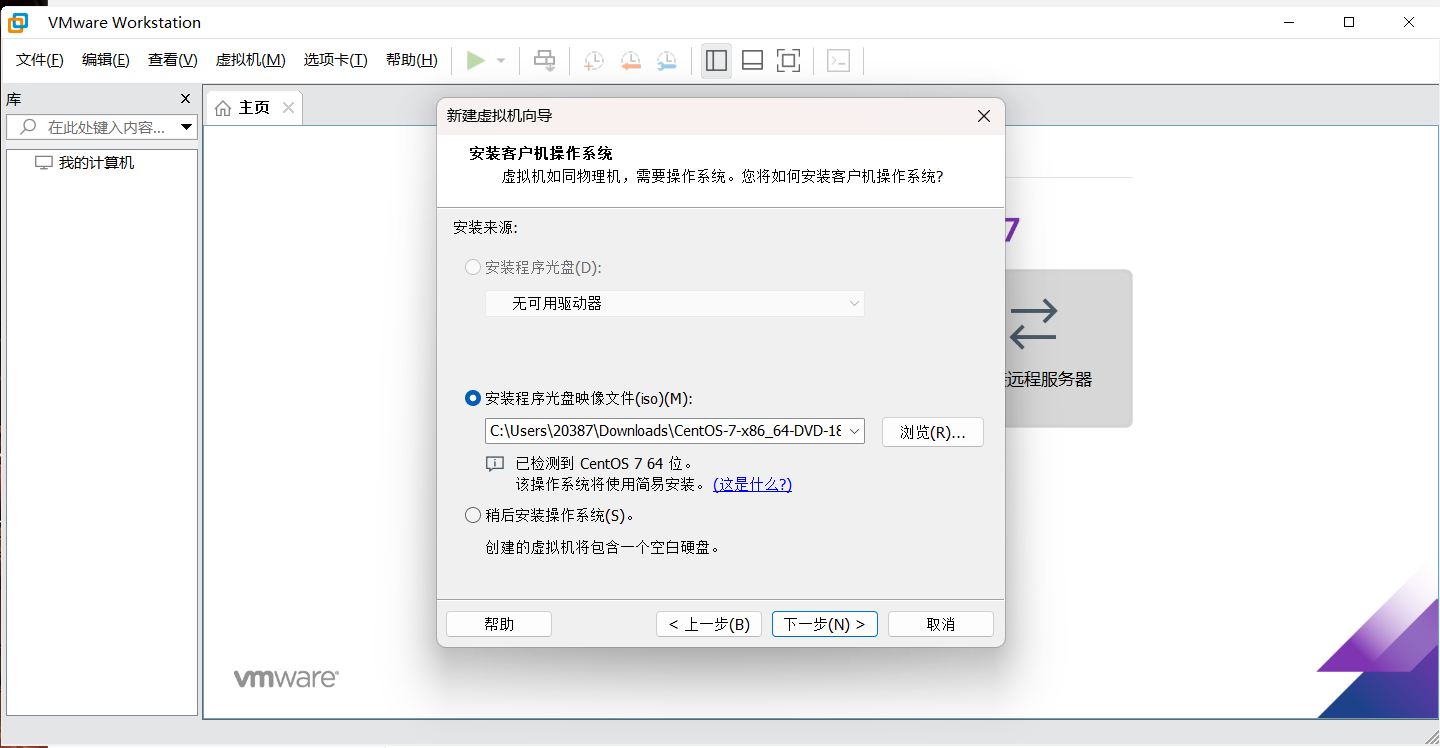 VMware Workstation
文件(F) 编辑(E) 查看(V) 虚拟机(M) 选项卡(T) 帮助(H)
库
主页
在此处键入内容...
我的计算机
新建虚拟机向导
安装客户机操作系统
虚拟机如同物理机，需要操作系统。您将如何安装客户机操作系统?
7
安装来源:
安装程序光盘(D):
无可用驱动器
远程服务器
安装程序光盘映像文件(iso)(M):
C:\Users\20387\Downloads\CentOS-7-x86_64-DVD-18
浏览(R)...
已检测到 CentOS 7 64 位。
该操作系统将使用简易安装。(这是什么?)
稍后安装操作系统(S)。
创建的虚拟机将包含一个空白硬盘。
帮助 < 上一步(B) 下一步(N) > 取消
vmware